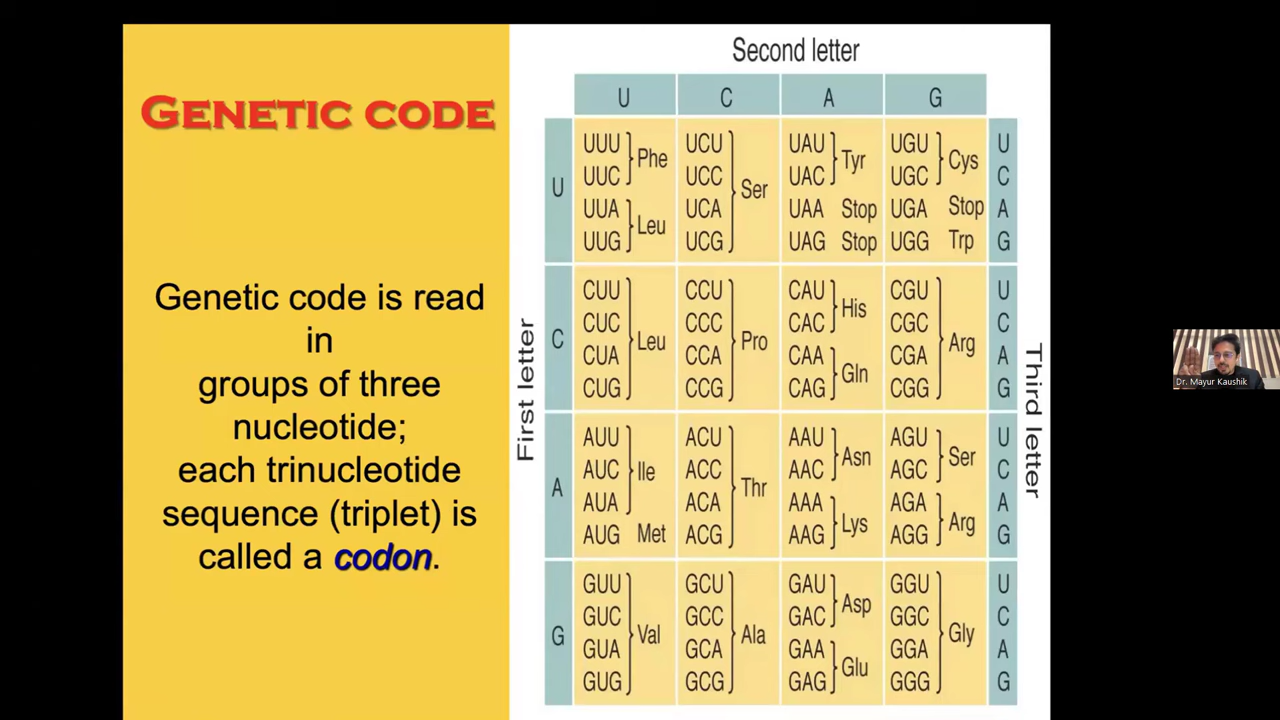 GENETIC CODE
Genetic code is read
in
groups of three
nucleotide;
each trinucleotide
sequence (triplet) is
called a codon.
Second letter
U C A G
First letter
Third letter
U
UUU UCU UAU UGU U
Phe Tyr Cys
UUC UCC UAC UGC C
Ser
UUA UCA UAA Stop UGA Stop A
Leu
UUG UCG UAG Stop UGG Trp G
C
CUU CCU CAU CGU U
His
CUC CCC CAC CGC C
Leu Pro Arg
CUA CCA CAA CGA A
Gln
CUG CCG CAG CGG G
A
AUU ACU AAU AGU U
Asn Ser
AUC ACC AAC AGC C
Ile Thr
AUA ACA AAA AGA A
Lys Arg
AUG Met ACG AAG AGG G
G
GUU GCU GAU GGU U
Asp
GUC GCC GAC GGC C
Val Ala Gly
GUA GCA GAA GGA A
Glu
GUG GCG GAG GGG G
Dr. Mayur Kaushik